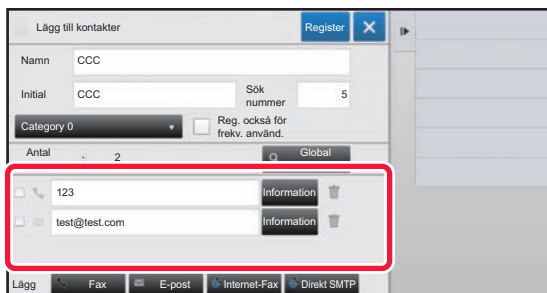 Lägg till kontakter
Register
Namn
CCC
Initial
CCC
Sök
nummer
5
Category 0
Reg. också för
frekv. använd.
Antal
2
Global
123
Information
test@test.com
Information
Lägg
Fax
E-post
Internet-Fax
Direkt SMTP